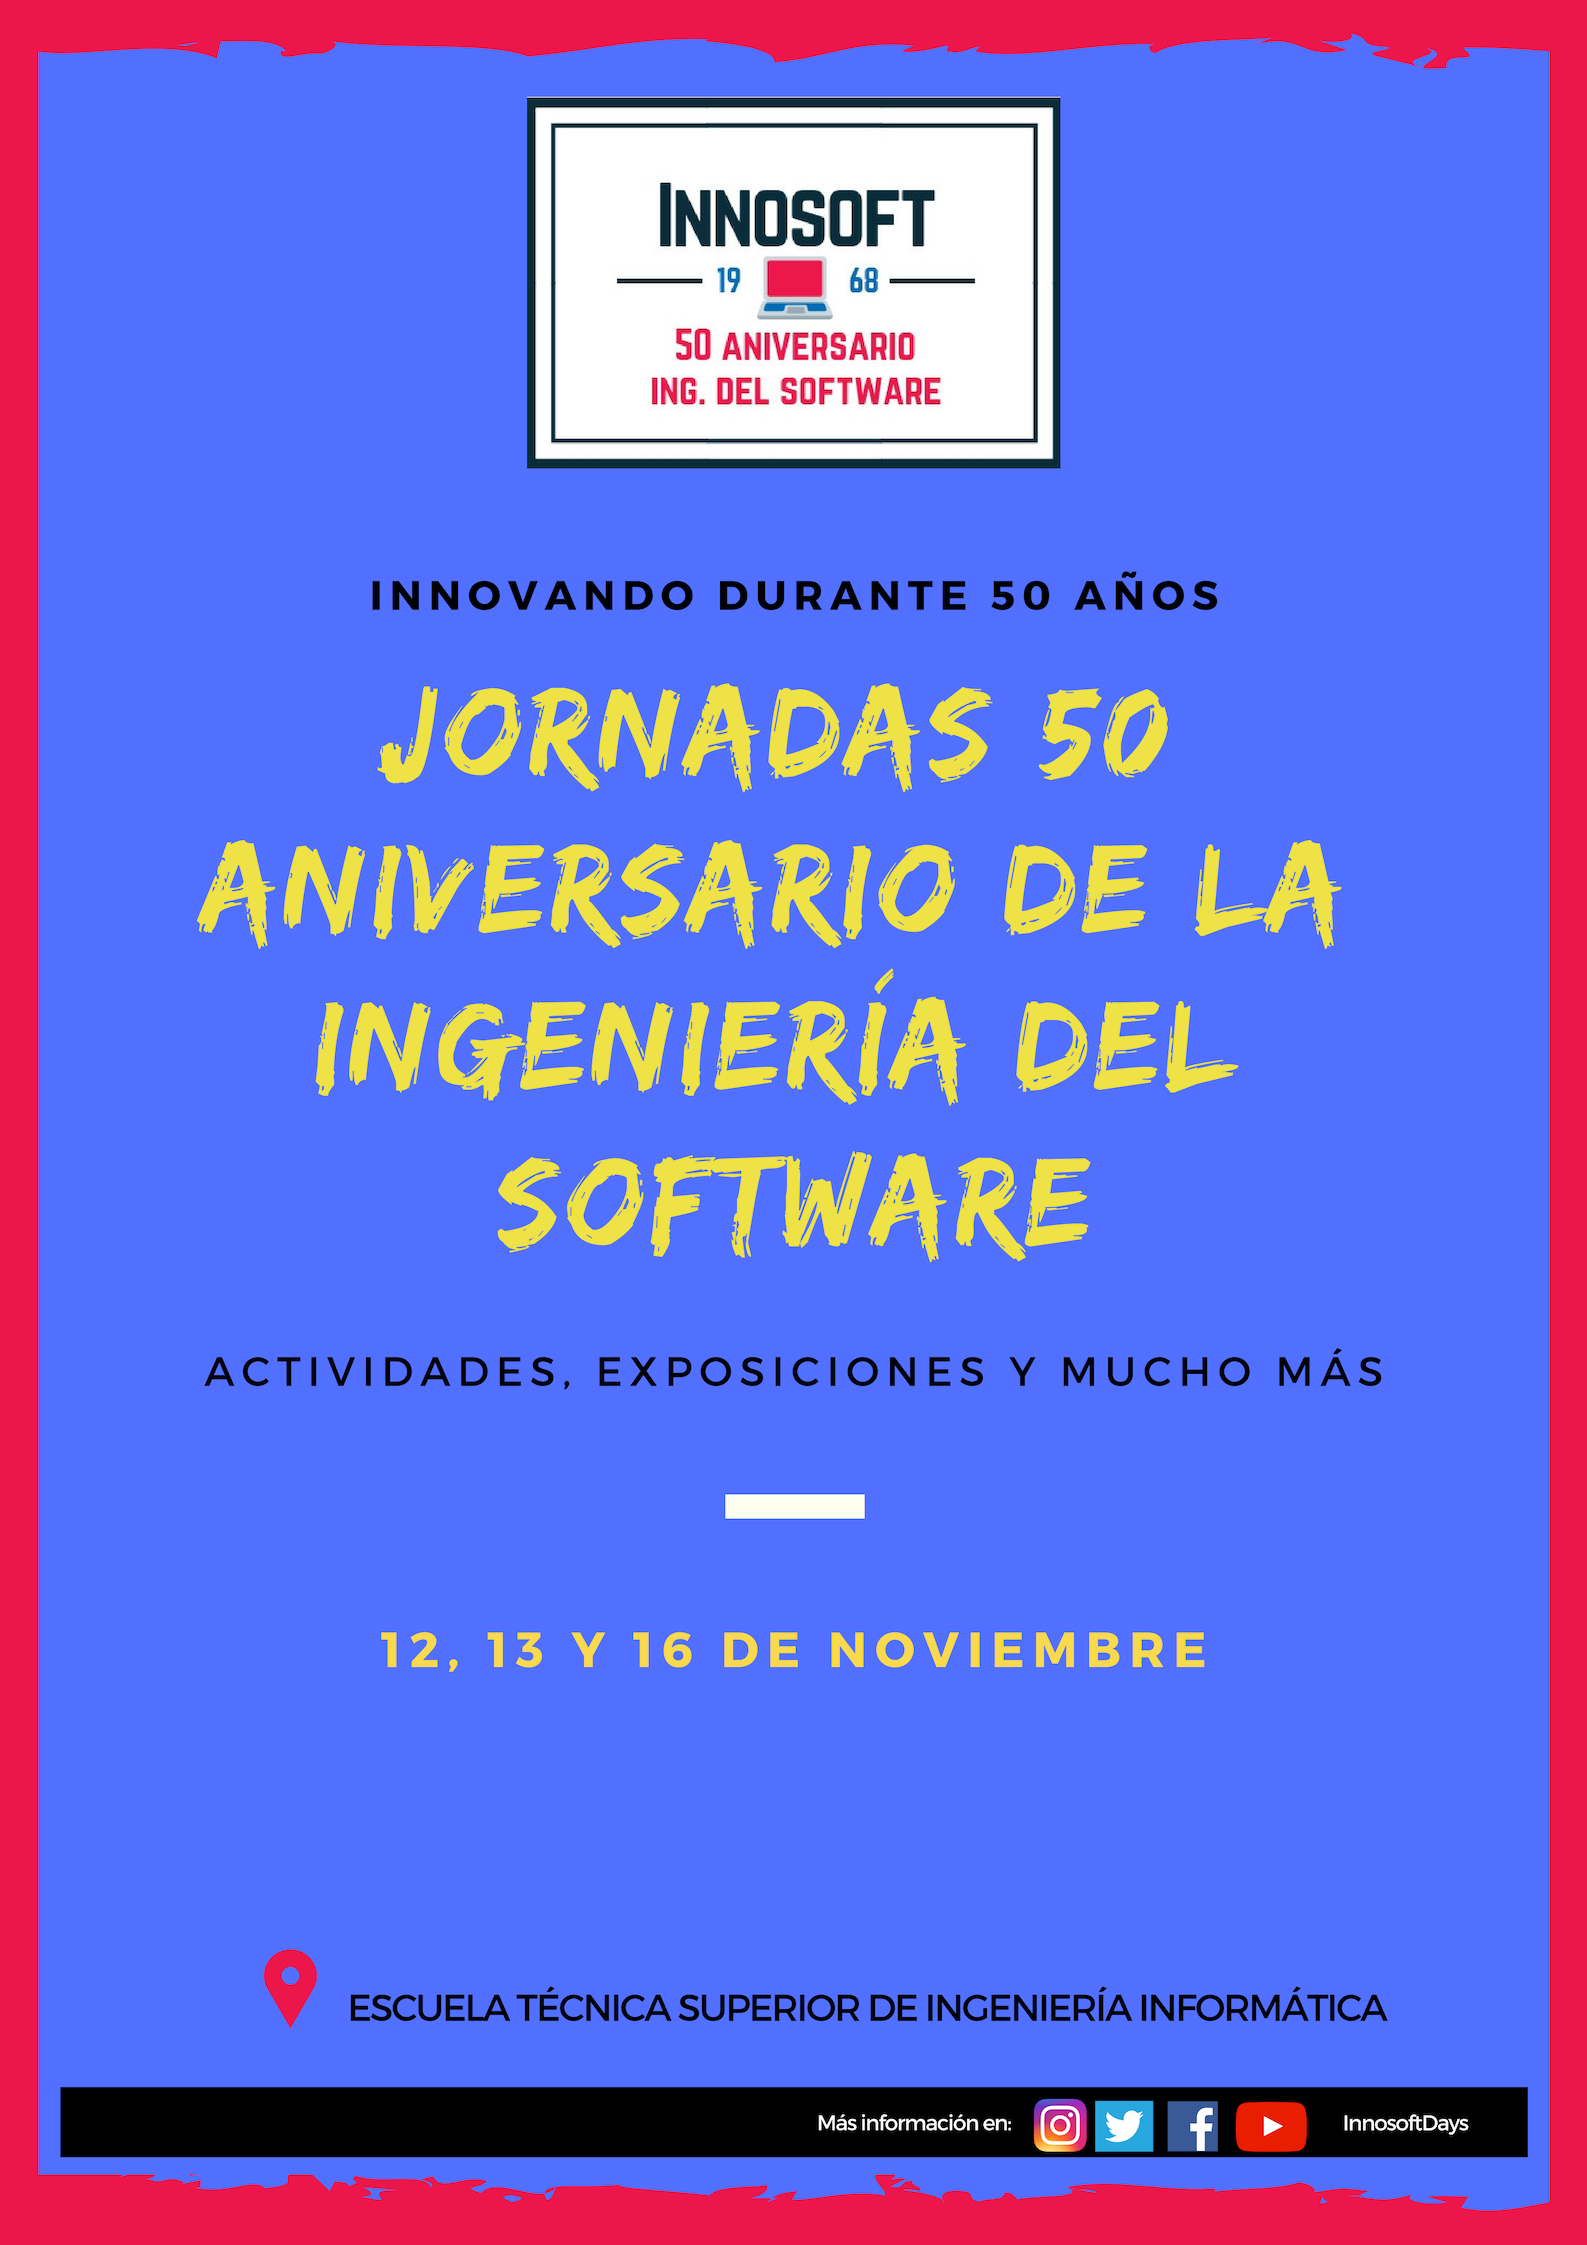 INNOSOFT
19 68
50 ANIVERSARIO
ING. DEL SOFTWARE
INNOVANDO DURANTE 50 AÑOS
JORNADAS 50
ANIVERSARIO DE LA
INGENIERÍA DEL
SOFTWARE
ACTIVIDADES, EXPOSICIONES Y MUCHO MÁS
12, 13 Y 16 DE NOVIEMBRE
ESCUELA TÉCNICA SUPERIOR DE INGENIERÍA INFORMÁTICA
Más información en: InnosoftDays